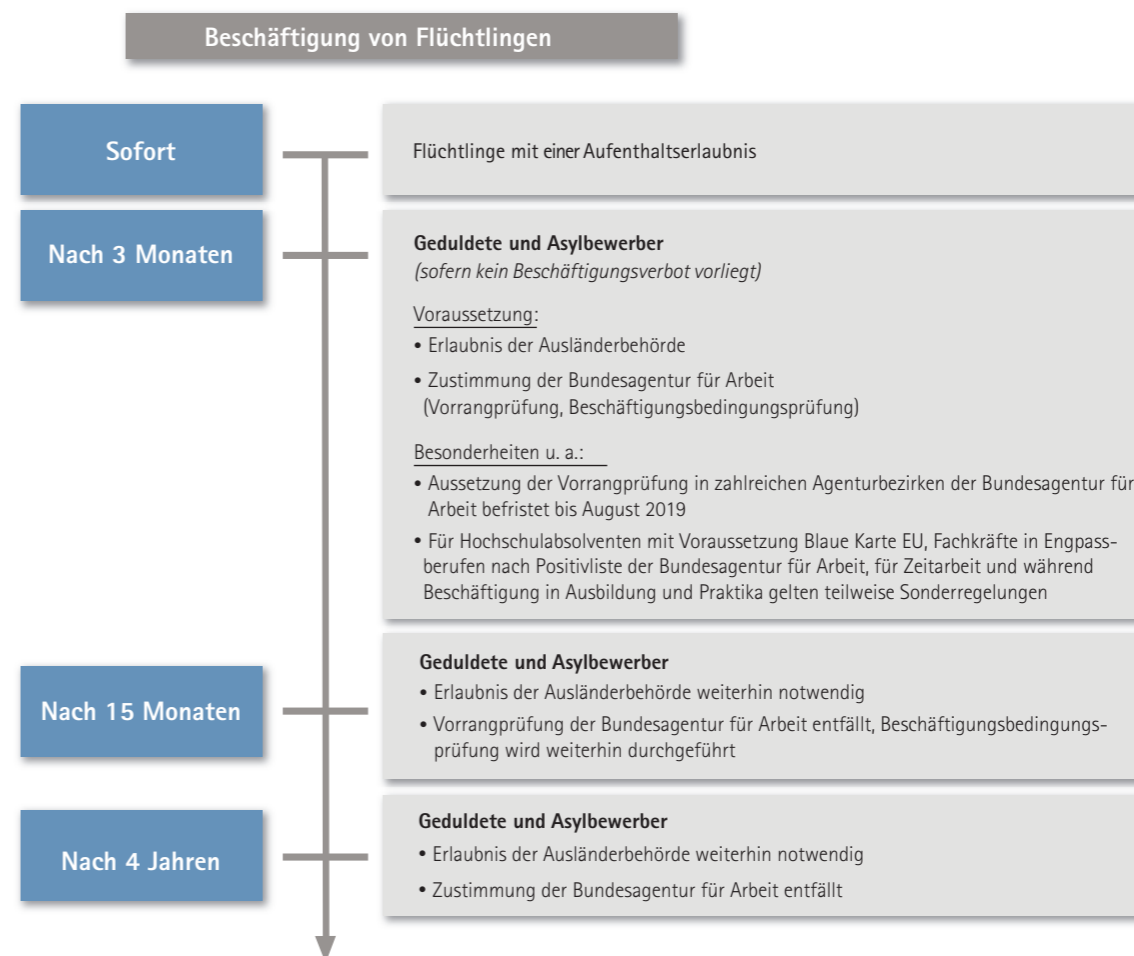 Beschäftigung von Flüchtlingen
Sofort
Flüchtlinge mit einer Aufenthaltserlaubnis
Nach 3 Monaten
Geduldete und Asylbewerber
(sofern kein Beschäftigungsverbot vorliegt)
Voraussetzung:
• Erlaubnis der Ausländerbehörde
• Zustimmung der Bundesagentur für Arbeit
(Vorrangprüfung, Beschäftigungsbedingungsprüfung)
Besonderheiten u. a.:
• Aussetzung der Vorrangprüfung in zahlreichen Agenturbezirken der Bundesagentur für
Arbeit befristet bis August 2019
• Für Hochschulabsolventen mit Voraussetzung Blaue Karte EU, Fachkräfte in Engpass-
berufen nach Positivliste der Bundesagentur für Arbeit, für Zeitarbeit und während
Beschäftigung in Ausbildung und Praktika gelten teilweise Sonderregelungen
Nach 15 Monaten
Geduldete und Asylbewerber
• Erlaubnis der Ausländerbehörde weiterhin notwendig
• Vorrangprüfung der Bundesagentur für Arbeit entfällt, Beschäftigungsbedingungs-
prüfung wird weiterhin durchgeführt
Nach 4 Jahren
Geduldete und Asylbewerber
• Erlaubnis der Ausländerbehörde weiterhin notwendig
• Zustimmung der Bundesagentur für Arbeit entfällt